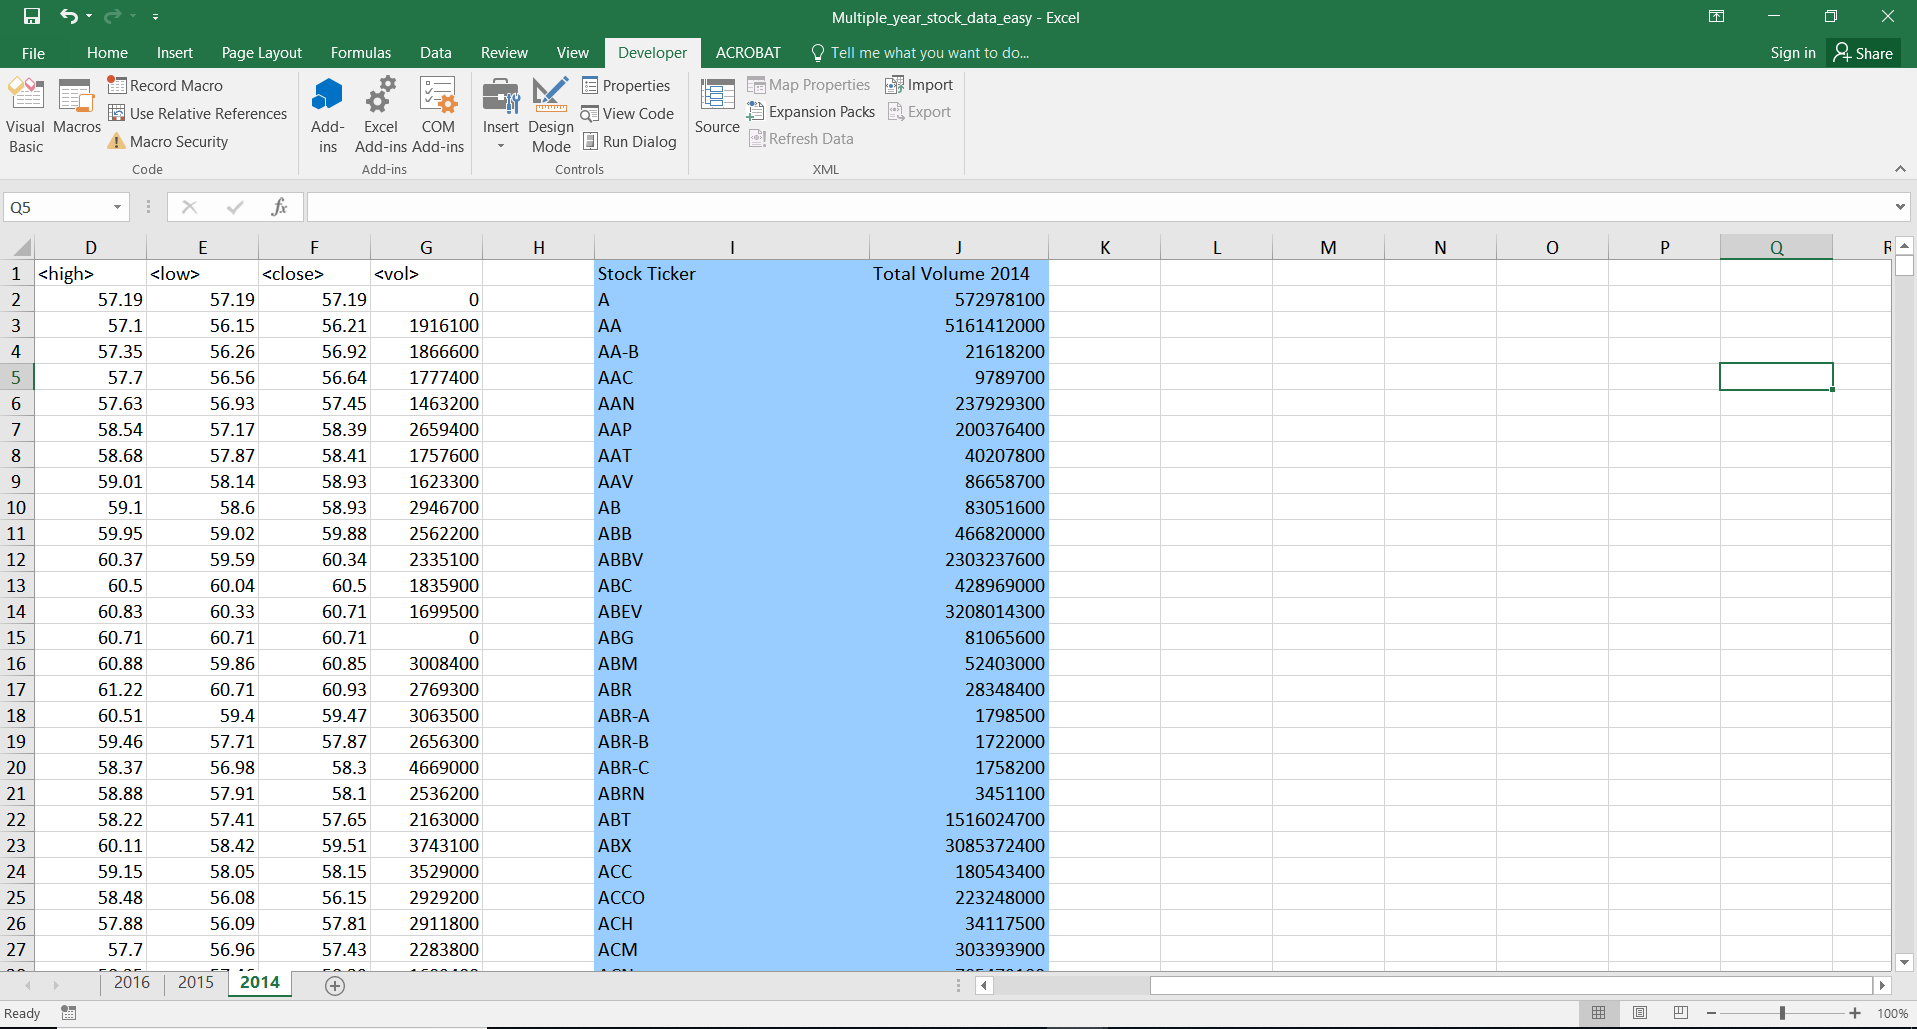 Multiple_year_stock_data_easy - Excel
File Home Insert Page Layout Formulas Data Review View Developer ACROBAT Tell me what you want to do... Sign in Share
Visual Basic
Macros
Record Macro
Use Relative References
Macro Security
Code
Add-ins
Excel Add-ins
COM Add-ins
Add-ins
Insert
Design Mode
Properties
View Code
Run Dialog
Controls
Source
Map Properties
Expansion Packs
Refresh Data
Import
Export
XML
Q5 fx
D E F G H I J K L M N O P Q R
1 <high> <low> <close> <vol> Stock Ticker Total Volume 2014
2 57.19 57.19 57.19 0 A 572978100
3 57.1 56.15 56.21 1916100 AA 5161412000
4 57.35 56.26 56.92 1866600 AA-B 21618200
5 57.7 56.56 56.64 1777400 AAC 9789700
6 57.63 56.93 57.45 1463200 AAN 237929300
7 58.54 57.17 58.39 2659400 AAP 200376400
8 58.68 57.87 58.41 1757600 AAT 40207800
9 59.01 58.14 58.93 1623300 AAV 86658700
10 59.1 58.6 58.93 2946700 AB 83051600
11 59.95 59.02 59.88 2562200 ABB 466820000
12 60.37 59.59 60.34 2335100 ABBV 2303237600
13 60.5 60.04 60.5 1835900 ABC 428969000
14 60.83 60.33 60.71 1699500 ABEV 3208014300
15 60.71 60.71 60.71 0 ABG 81065600
16 60.88 59.86 60.85 3008400 ABM 52403000
17 61.22 60.71 60.93 2769300 ABR 28348400
18 60.51 59.4 59.47 3063500 ABR-A 1798500
19 59.46 57.71 57.87 2656300 ABR-B 1722000
20 58.37 56.98 58.3 4669000 ABR-C 1758200
21 58.88 57.91 58.1 2536200 ABRN 3451100
22 58.22 57.41 57.65 2163000 ABT 1516024700
23 60.11 58.42 59.51 3743100 ABX 3085372400
24 59.15 58.05 58.15 3529000 ACC 180543400
25 58.48 56.08 56.15 2929200 ACCO 223248000
26 57.88 56.09 57.81 2911800 ACH 34117500
27 57.7 56.96 57.43 2283800 ACM 303393900
2016 2015 2014
Ready 100%